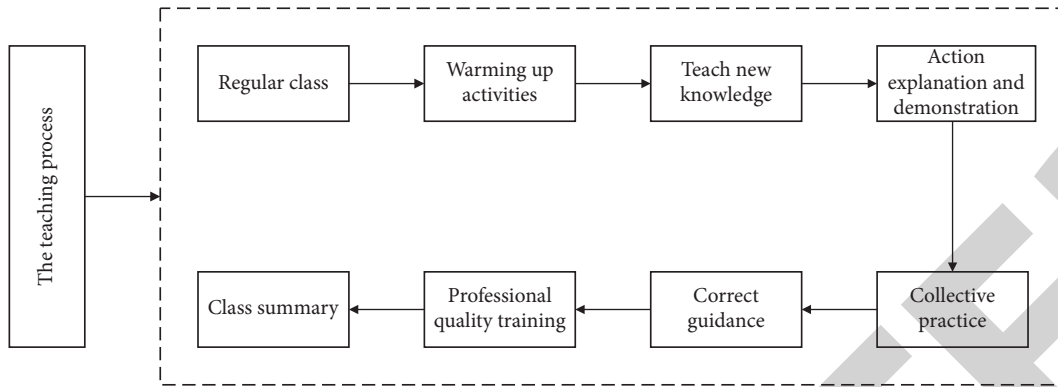 The teaching process
Regular class
Warming up
activities
Teach new
knowledge
Action
explanation and
demonstration
Collective
practice
Correct
guidance
Professional
quality training
Class summary